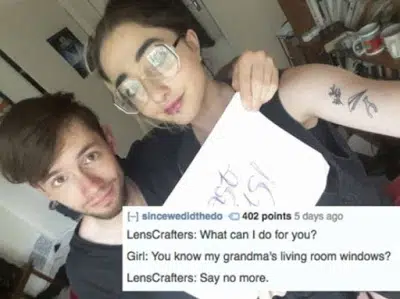 [–] sincewedidthedo 402 points 5 days ago
LensCrafters: What can I do for you?
Girl: You know my grandma's living room windows?
LensCrafters: Say no more.